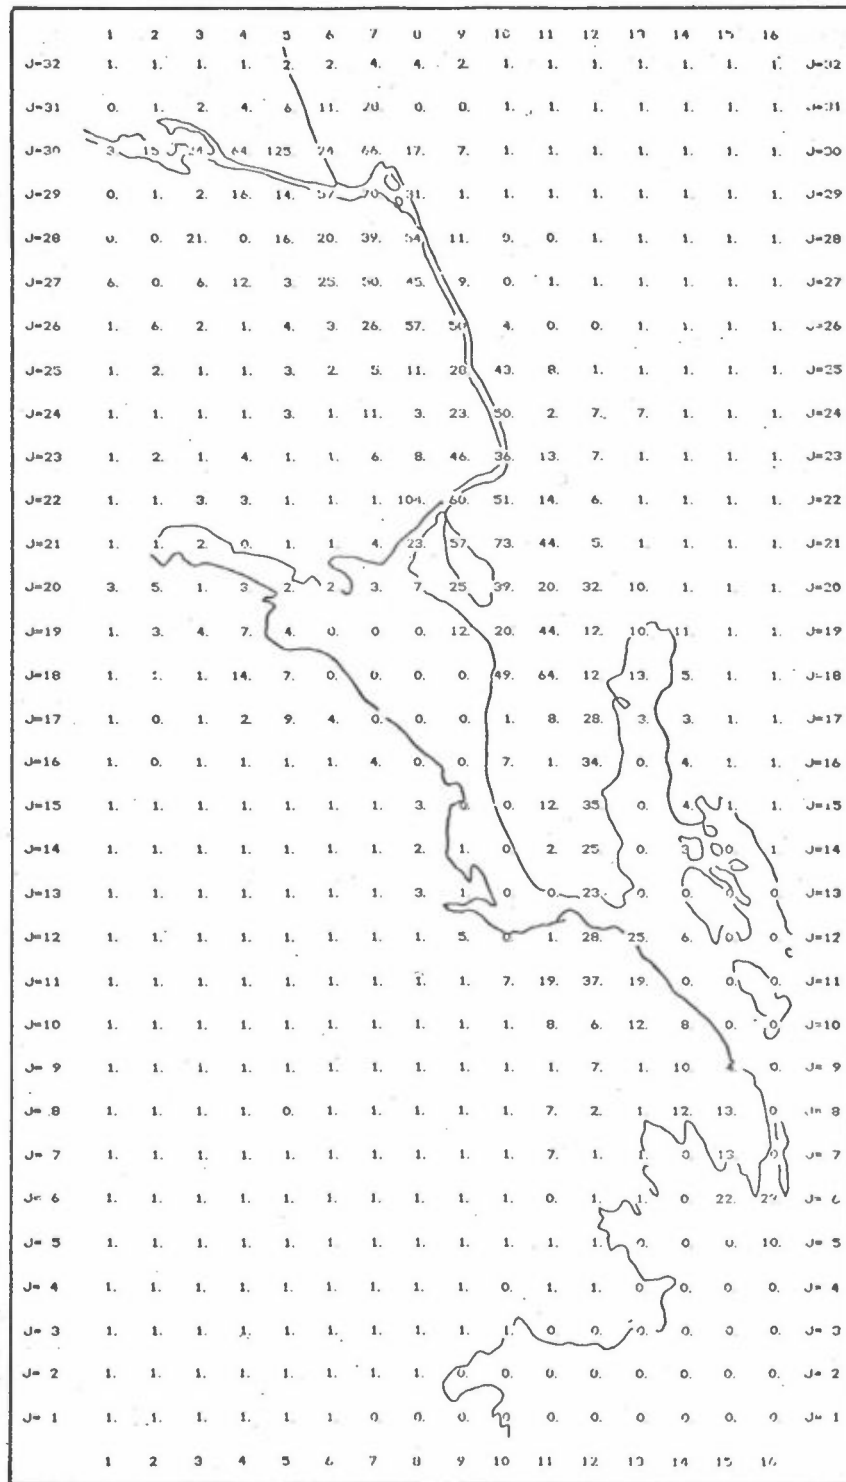 1 2 3 4 5 6 7 8 9 10 11 12 13 14 15 16
J=32 1. 1. 1. 1. 2. 2. 4. 4. 2. 1. 1. 1. 1. 1. 1. 1. J=32
J=31 0. 1. 2. 4. 6. 11. 20. 0. 0. 1. 1. 1. 1. 1. 1. 1. J=31
J=30 3. 15. 24. 64. 125. 24. 66. 17. 7. 1. 1. 1. 1. 1. 1. 1. J=30
J=29 0. 1. 2. 16. 14. 57. 70. 31. 1. 1. 1. 1. 1. 1. 1. 1. J=29
J=28 0. 0. 21. 0. 16. 20. 39. 54. 11. 0. 0. 1. 1. 1. 1. 1. J=28
J=27 6. 0. 6. 12. 3. 25. 50. 45. 9. 0. 1. 1. 1. 1. 1. 1. J=27
J=26 1. 6. 2. 1. 4. 3. 26. 57. 50. 4. 0. 0. 1. 1. 1. 1. J=26
J=25 1. 2. 1. 1. 3. 2. 5. 11. 28. 43. 8. 1. 1. 1. 1. 1. J=25
J=24 1. 1. 1. 1. 3. 1. 11. 3. 23. 50. 2. 7. 7. 1. 1. 1. J=24
J=23 1. 2. 1. 4. 1. 1. 6. 8. 46. 36. 13. 7. 1. 1. 1. 1. J=23
J=22 1. 1. 3. 3. 1. 1. 1. 104. 60. 51. 14. 6. 1. 1. 1. 1. J=22
J=21 1. 1. 2. 0. 1. 1. 4. 23. 57. 73. 44. 5. 1. 1. 1. 1. J=21
J=20 3. 5. 1. 3. 2. 2. 3. 7. 25. 39. 20. 32. 10. 1. 1. 1. J=20
J=19 1. 3. 4. 7. 4. 0. 0 0. 12. 20. 44. 12. 10. 11. 1. 1. J=19
J=18 1. 1. 1. 14. 7. 0. 0. 0. 0. 49. 64. 12. 13. 5. 1. 1. J=18
J=17 1. 0. 1. 2. 9. 4. 0. 0. 0. 1. 8. 28. 3. 3. 1. 1. J=17
J=16 1. 0. 1. 1. 1. 1. 4. 0. 0. 7. 1. 34. 0. 4. 1. 1. J=16
J=15 1. 1. 1. 1. 1. 1. 1. 3. 0. 0. 12. 35. 0. 4. 1. 1. J=15
J=14 1. 1. 1. 1. 1. 1. 1. 2. 1. 0 2. 25. 0. 3. 0. 1 J=14
J=13 1. 1. 1. 1. 1. 1. 1. 3. 1. 0. 0. 23. 0. 0. 0. 0. J=13
J=12 1. 1. 1. 1. 1. 1. 1. 1. 5. 0. 1. 28. 25. 6. 0. 0. J=12
J=11 1. 1. 1. 1. 1. 1. 1. 1. 1. 7. 19. 37. 19. 0. 0. 0. J=11
J=10 1. 1. 1. 1. 1. 1. 1. 1. 1. 1. 8. 6. 12. 8. 0. 0. J=10
J= 9 1. 1. 1. 1. 1. 1. 1. 1. 1. 1. 1. 7. 1. 10. 0. J= 9
J= 8 1. 1. 1. 1. 0. 1. 1. 1. 1. 1. 7. 2. 1. 12. 13. 0. J= 8
J= 7 1. 1. 1. 1. 1. 1. 1. 1. 1. 1. 7. 1. 1. 0. 13. 0 J= 7
J= 6 1. 1. 1. 1. 1. 1. 1. 1. 1. 1. 0. 1. 1. 0 22. J= 6
J= 5 1. 1. 1. 1. 1. 1. 1. 1. 1. 1. 1. 1. 0. 0. 0. 10. J= 5
J= 4 1. 1. 1. 1. 1. 1. 1. 1. 1. 0. 1. 1. 0 0. 0. 0. J= 4
J= 3 1. 1. 1. 1. 1. 1. 1. 1. 1. 1. 0 0. 0. 0. 0. 0. J= 3
J= 2 1. 1. 1. 1. 1. 1. 1. 1. 0. 0. 0. 0. 0. 0. 0. 0. J= 2
J= 1 1. 1. 1. 1. 1. 1. 0. 0. 0. 0. 0. 0. 0. 0. 0. 0. J= 1
1 2 3 4 5 6 7 8 9 10 11 12 13 14 15 16